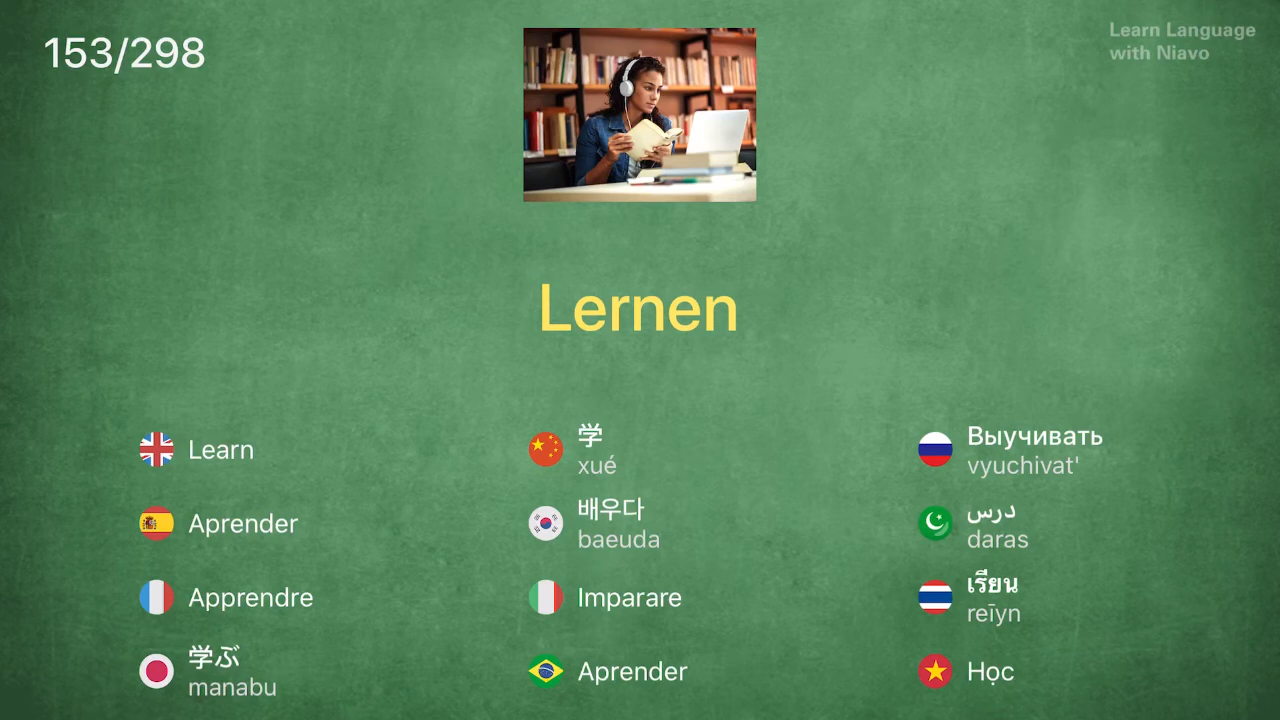 153/298
Learn Language
with Niavo
Lernen
Learn
学
xué
Выучивать
vyuchivat'
Aprender
배우다
baeuda
درس
daras
Apprendre
Imparare
เรียน
reīyn
学ぶ
manabu
Aprender
Học